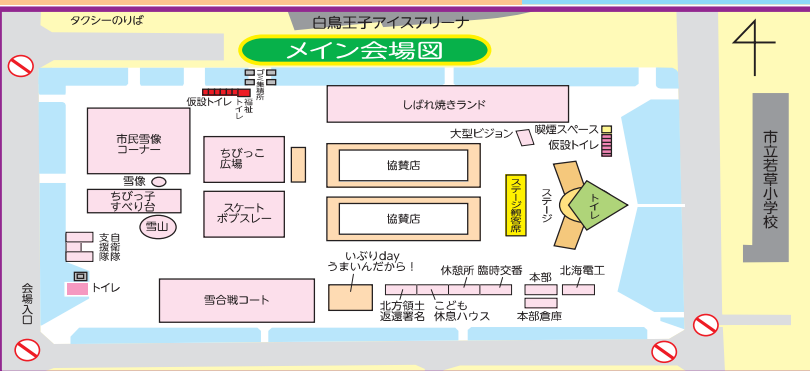 タクシーのりば
白鳥王子アイスアリーナ
メイン会場図
仮設トイレ
福祉
トイレ
ゴミ集積所
しばれ焼きランド
市民雪像
コーナー
ちびっこ
広場
協賛店
大型ビジョン
喫煙スペース
仮設トイレ
市立若草小学校
雪像
ちびっ子
すべり台
雪山
スケート
ボブスレー
協賛店
ステージ観客席
ステージ
トイレ
自衛隊
支援隊
トイレ
会場入口
雪合戦コート
いぶりday
うまいんだから!
休憩所
臨時交番
本部
北海電工
北方領土
返還署名
こども
休息ハウス
本部倉庫